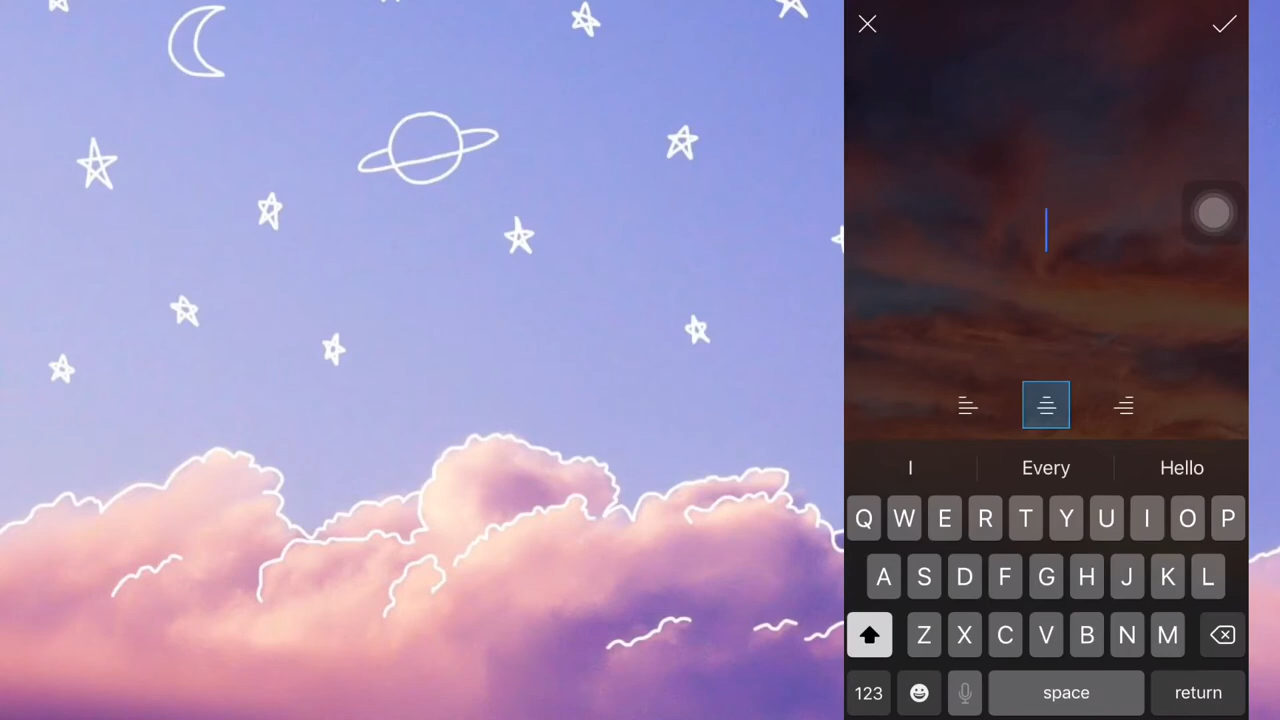 I Every Hello
Q W E R T Y U I O P
A S D F G H J K L
Z X C V B N M
123 space return